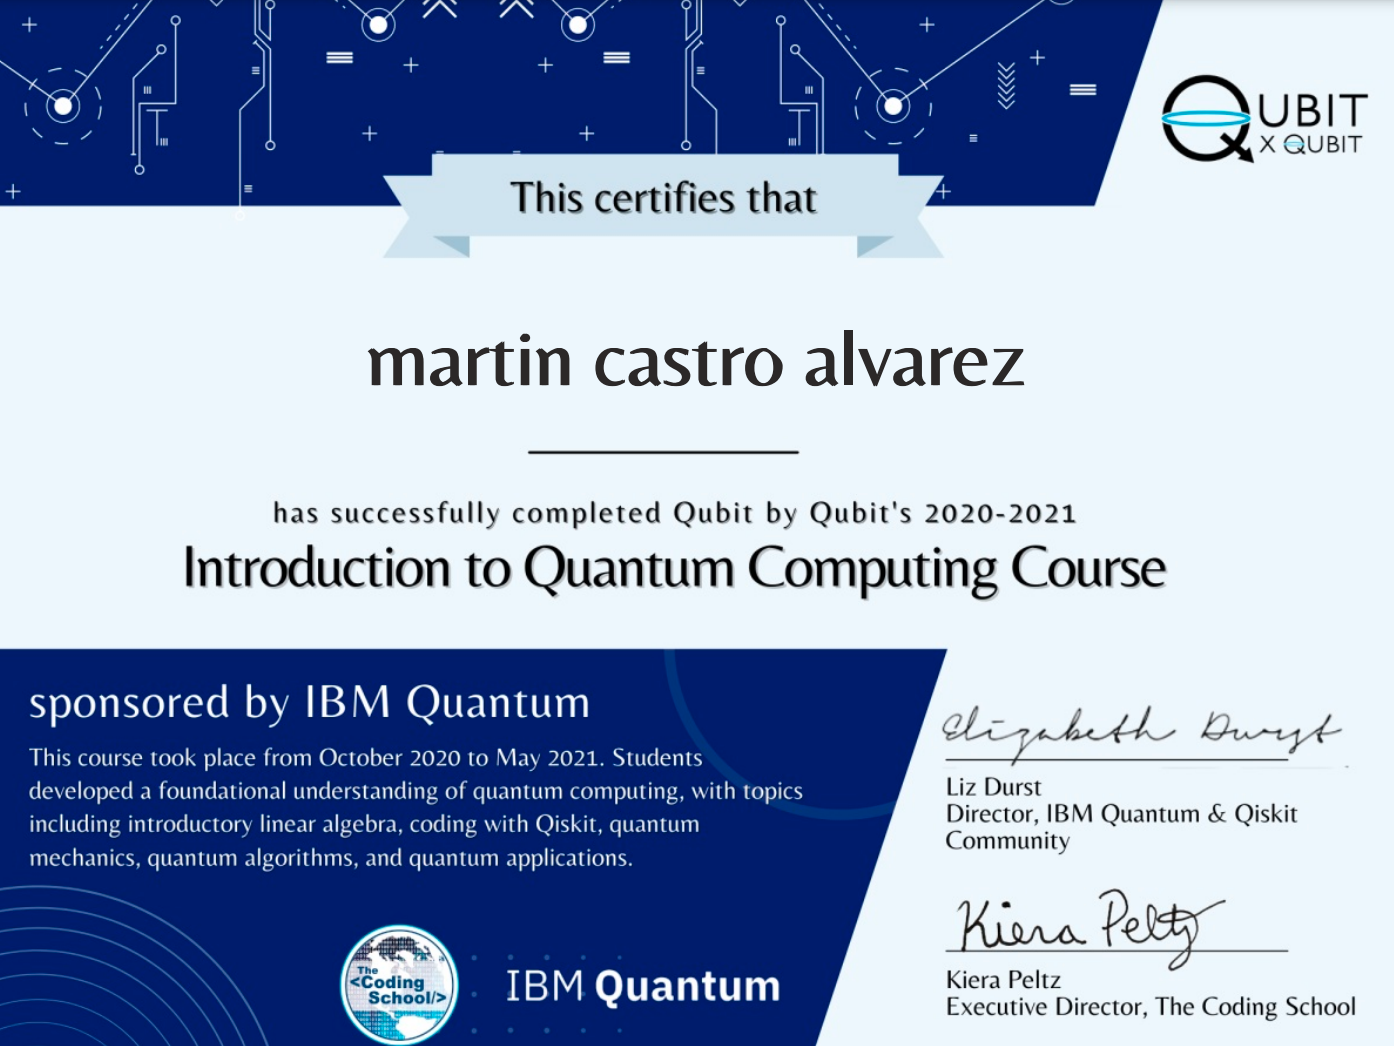 QUBIT
X QUBIT
This certifies that
martin castro alvarez
has successfully completed Qubit by Qubit's 2020-2021
Introduction to Quantum Computing Course
sponsored by IBM Quantum
This course took place from October 2020 to May 2021. Students
developed a foundational understanding of quantum computing, with topics
including introductory linear algebra, coding with Qiskit, quantum
mechanics, quantum algorithms, and quantum applications.
The
<Coding
School/>
IBM Quantum
Elizabeth Durst
Liz Durst
Director, IBM Quantum & Qiskit
Community
Kiera Peltz
Kiera Peltz
Executive Director, The Coding School